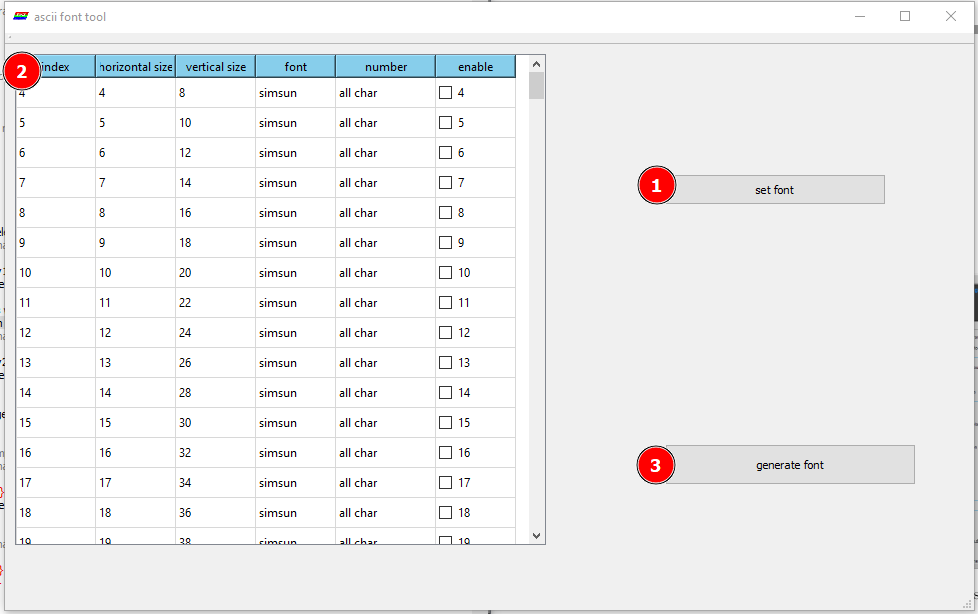 ascii font tool
2 index horizontal size vertical size font number enable
4 4 8 simsun all char 4
5 5 10 simsun all char 5
6 6 12 simsun all char 6
7 7 14 simsun all char 7
1 set font
8 8 16 simsun all char 8
9 9 18 simsun all char 9
10 10 20 simsun all char 10
11 11 22 simsun all char 11
12 12 24 simsun all char 12
13 13 26 simsun all char 13
14 14 28 simsun all char 14
15 15 30 simsun all char 15
16 16 32 simsun all char 16
3 generate font
17 17 34 simsun all char 17
18 18 36 simsun all char 18
19 19 38 simsun all char 19